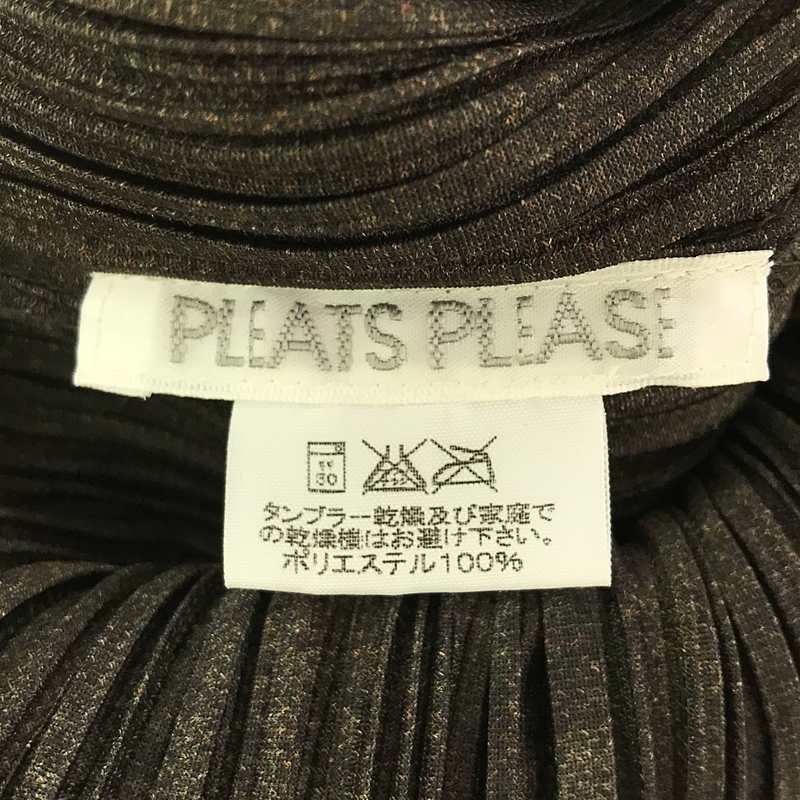 PLEATS PLEASE
30
タンブラー乾燥及び家庭で
の乾燥機はお避け下さい。
ポリエステル100%